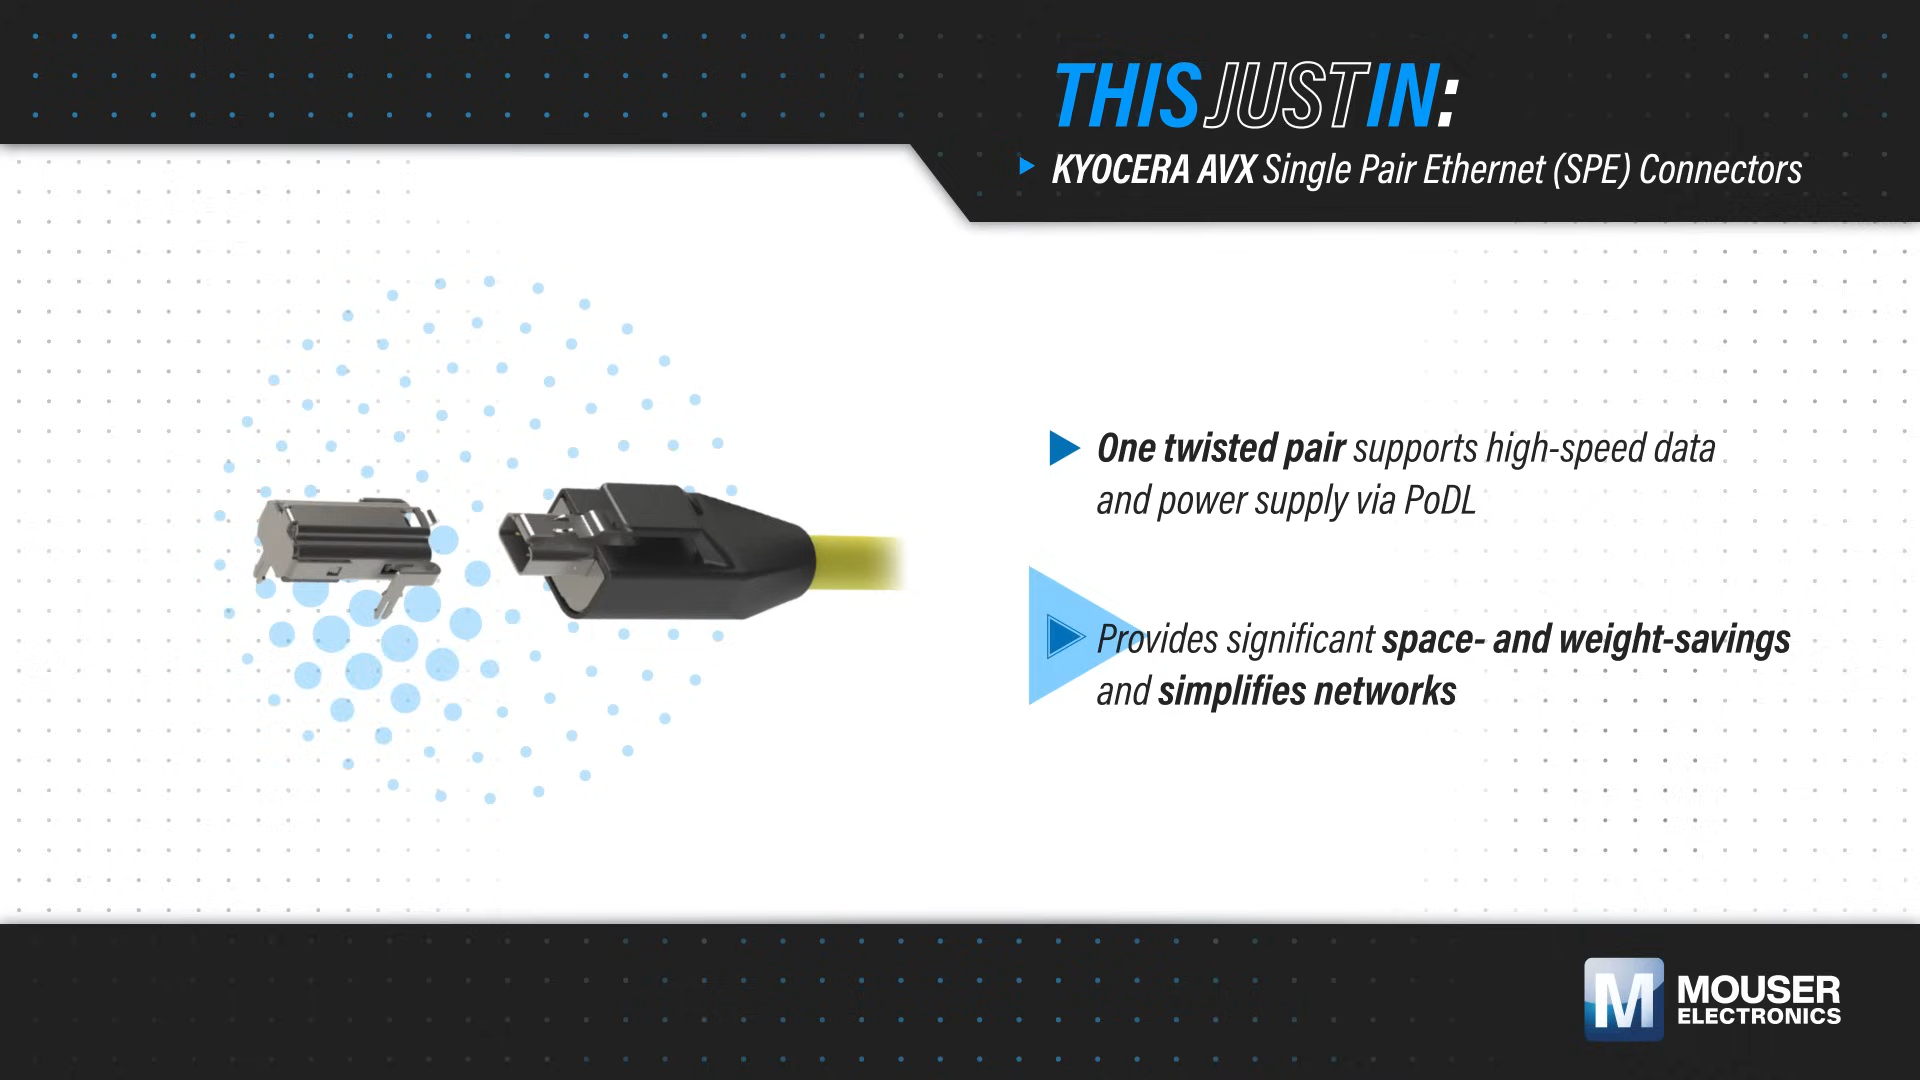 THIS JUST IN:
KYOCERA AVX Single Pair Ethernet (SPE) Connectors
One twisted pair supports high-speed data
and power supply via PoDL
Provides significant space- and weight-savings
and simplifies networks
M
MOUSER
ELECTRONICS